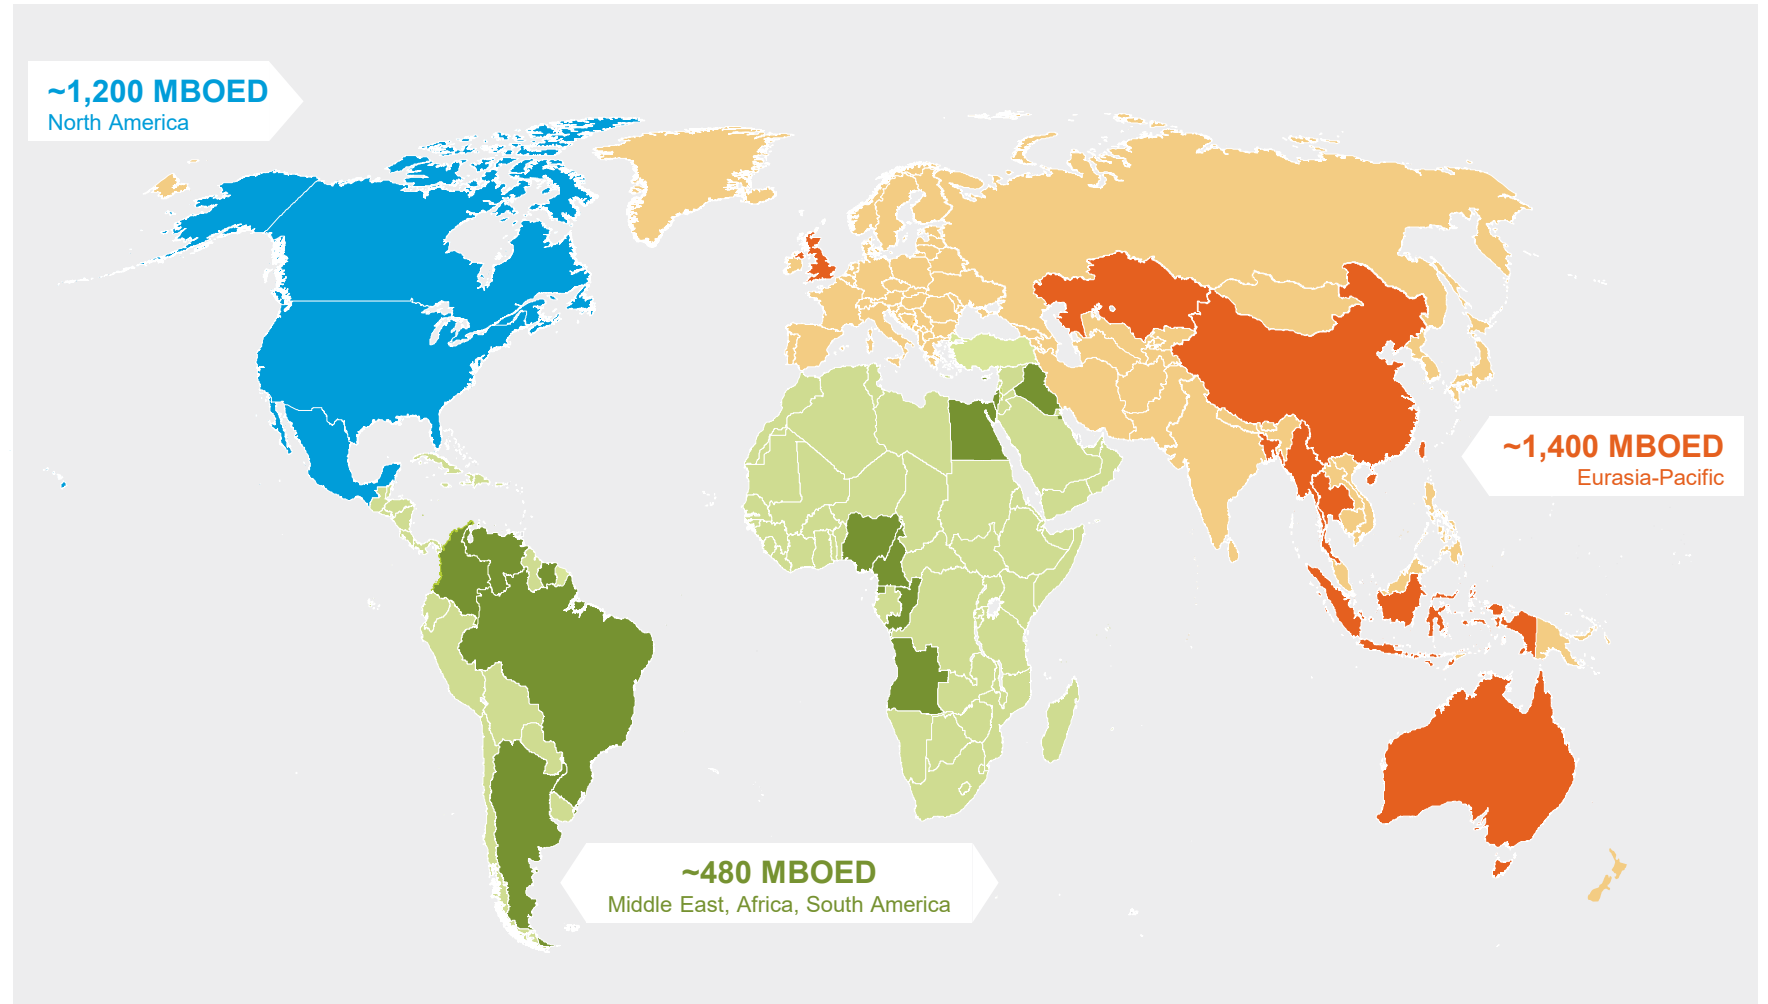 ~1,200 MBOED
North America
~1,400 MBOED
Eurasia-Pacific
~480 MBOED
Middle East, Africa, South America